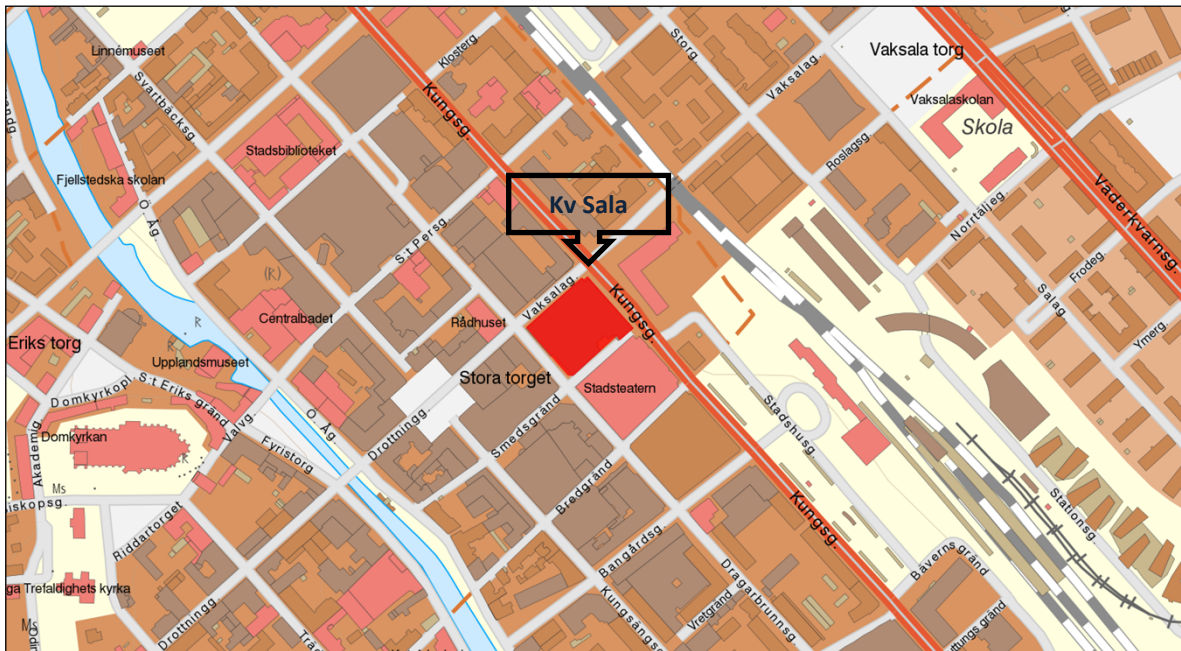 Linnémuseet
Klosterg.
Storg.
Vaksala torg
Svartbäcksg.
Kungsg.
Vaksalag.
Vaksalaskolan
Skola
Stadsbiblioteket
Roslagsg.
Fjellstedska skolan
Ö. Åg.
Kv Sala
S:t Persg.
Norrtäljeg.
Väderkvarnsg.
(R)
R
Frodeg.
Salag.
Vaksalag.
Kungsg.
Centralbadet
Rådhuset
Ymerg.
Eriks torg
Upplandsmuseet
R
Stora torget
Stadsteatern
Domkyrkopl.
S:t Eriks gränd
Ö. Åg.
Drottningg.
Smedsgränd
Stadshusg.
Valvg.
Domkyrkan
Fyristorg
R
Akademig.
Bredgränd
Ms
Kungsg.
Stationsg.
Biskopsg.
Riddartorget
Bangårdsg.
Bäverns gränd
ga Trefaldighets kyrka
Dragarbrunnsg.
Vretgränd
Kungsängsg.
Ms
Drottningg.